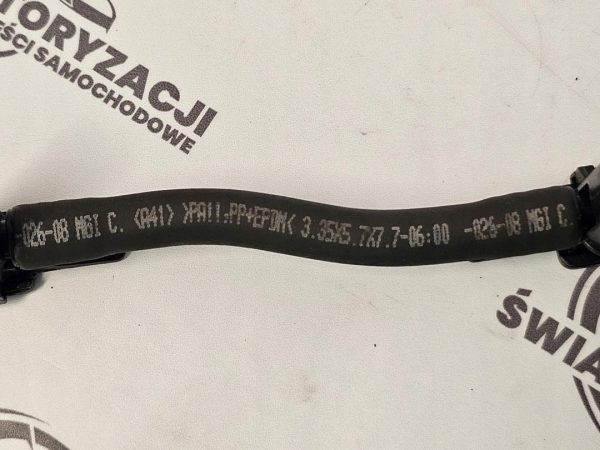 TORYZACJI
ĘŚCI SAMOCHODOWE
-026-08 MGI C. <A41> >PA11.PP+EPDM< 3.35X5.7X7.7-06:00 -026-08 MGI C.
ŚWIA